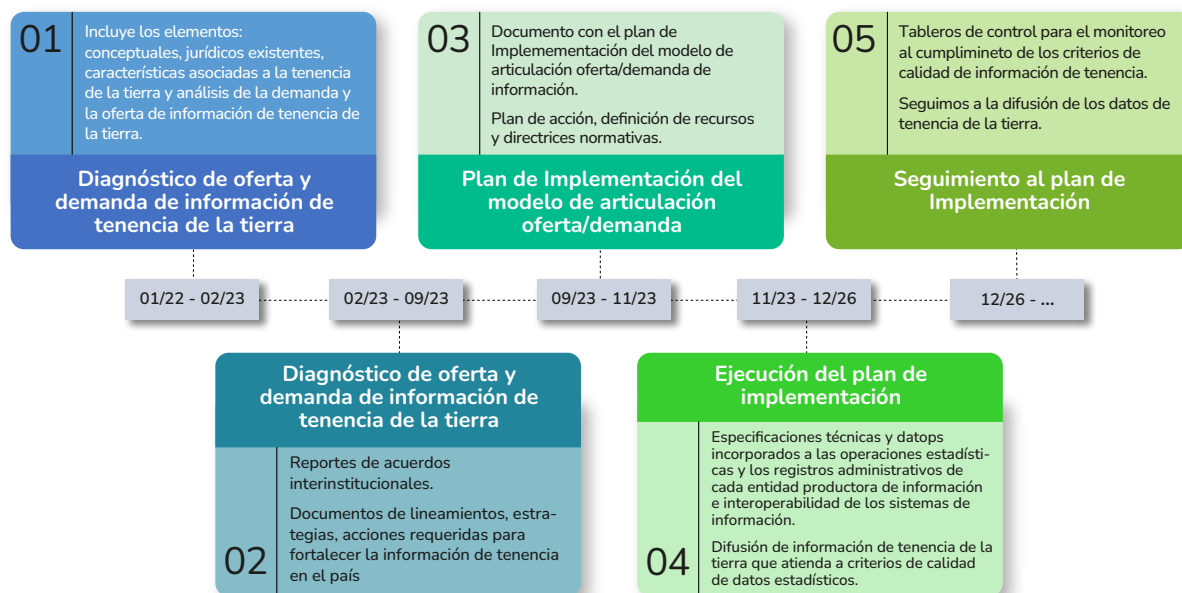 01
Incluye los elementos:
conceptuales, jurídicos existentes,
características asociadas a la tenencia
de la tierra y análisis de la demanda y
la oferta de información de tenencia de
la tierra.
Diagnóstico de oferta y
demanda de información de
tenencia de la tierra
03
Documento con el plan de
Implemementación del modelo de
articulación oferta/demanda de
información.
Plan de acción, definición de recursos
y directrices normativas.
Plan de Implementación del
modelo de articulación
oferta/demanda
05
Tableros de control para el monitoreo
al cumplimineto de los criterios de
calidad de información de tenencia.
Seguimos a la difusión de los datos de
tenencia de la tierra.
Seguimiento al plan de
Implementación
01/22 - 02/23
02/23 - 09/23
09/23 - 11/23
11/23 - 12/26
12/26 - ...
Diagnóstico de oferta y
demanda de información de
tenencia de la tierra
Reportes de acuerdos
interinstitucionales.
Documentos de lineamientos, estra-
tegias, acciones requeridas para
fortalecer la información de tenencia
en el país
02
Ejecución del plan de
implementación
Especificaciones técnicas y datops
incorporados a las operaciones estadísti-
cas y los registros administrativos de
cada entidad productora de información
e interoperabilidad de los sistemas de
información.
Difusión de información de tenencia de la
tierra que atienda a criterios de calidad
de datos estadísticos.
04